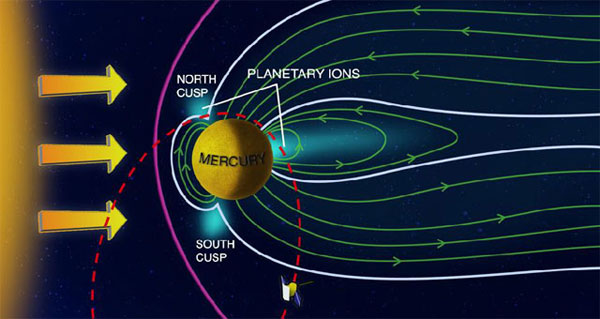 NORTH
CUSP
PLANETARY IONS
MERCURY
SOUTH
CUSP